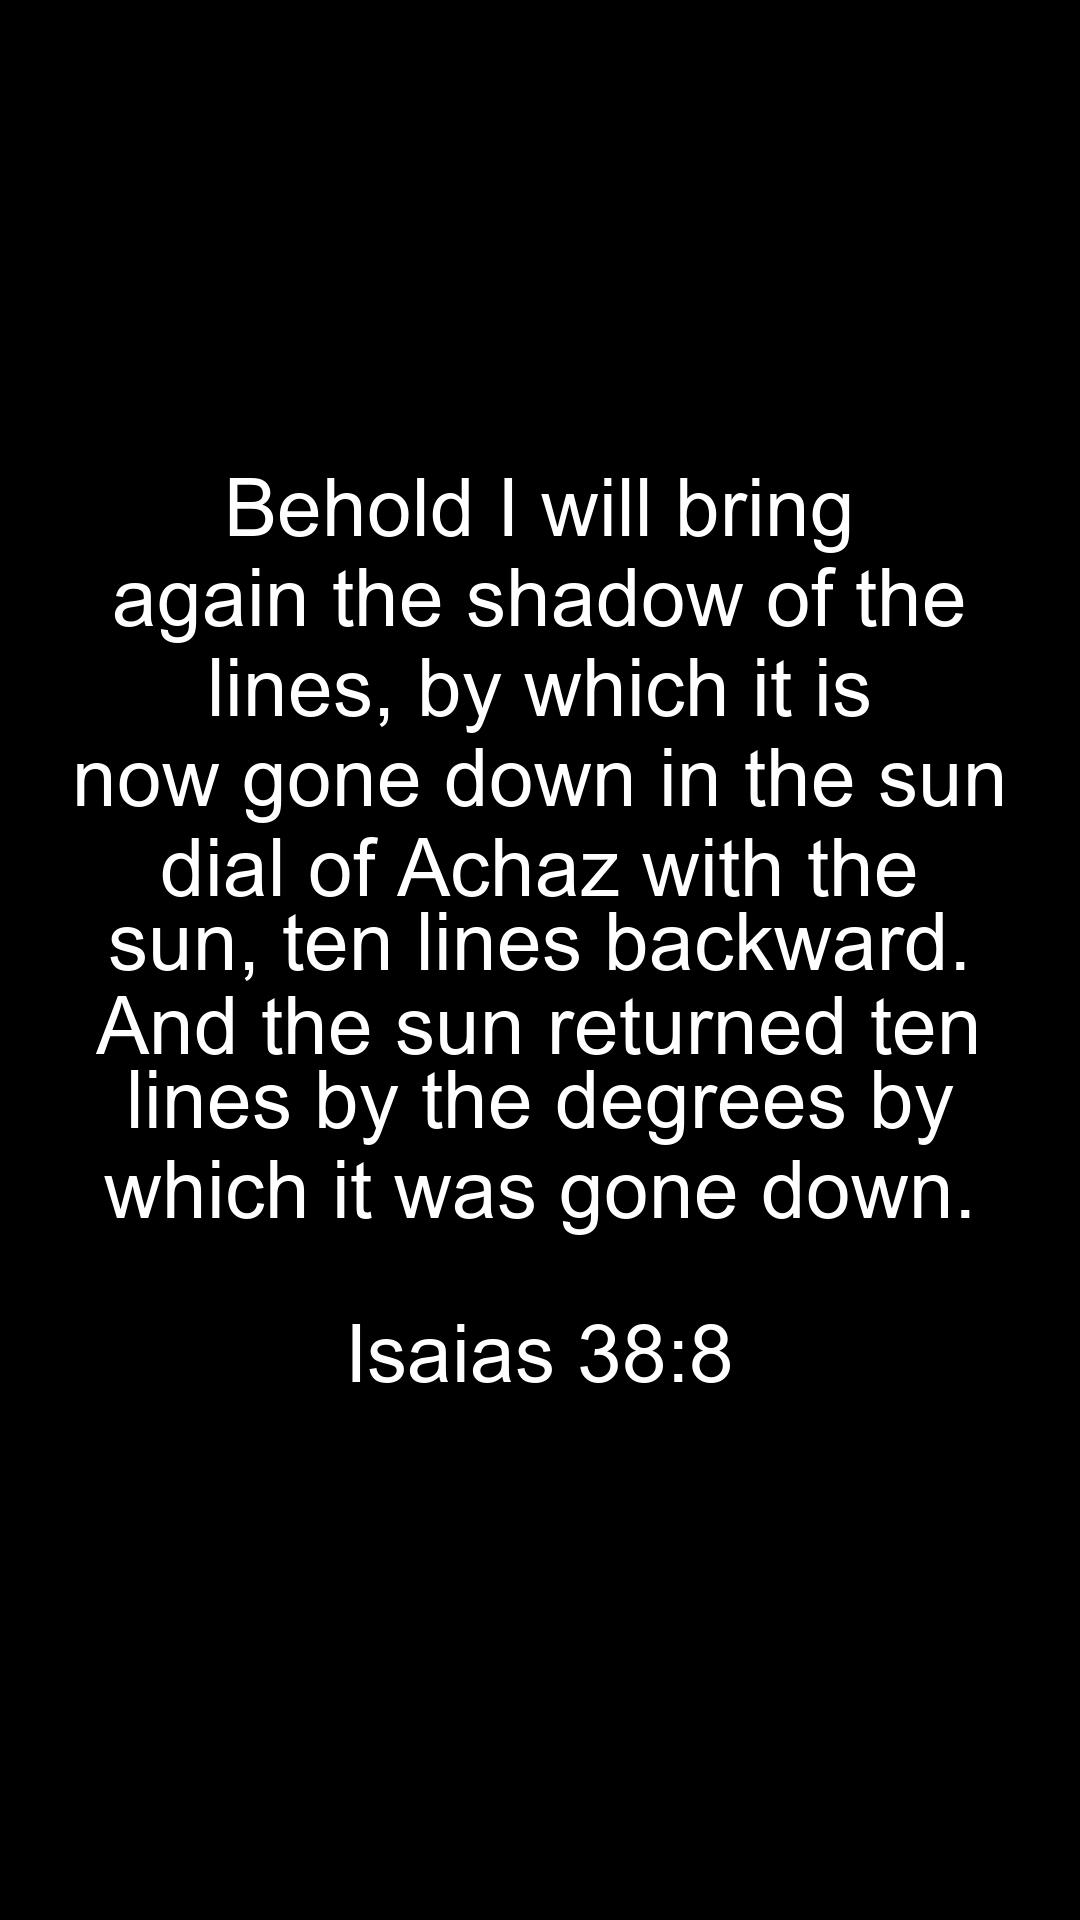 Behold I will bring
again the shadow of the
lines, by which it is
now gone down in the sun
dial of Achaz with the
sun, ten lines backward.
And the sun returned ten
lines by the degrees by
which it was gone down.
Isaias 38:8